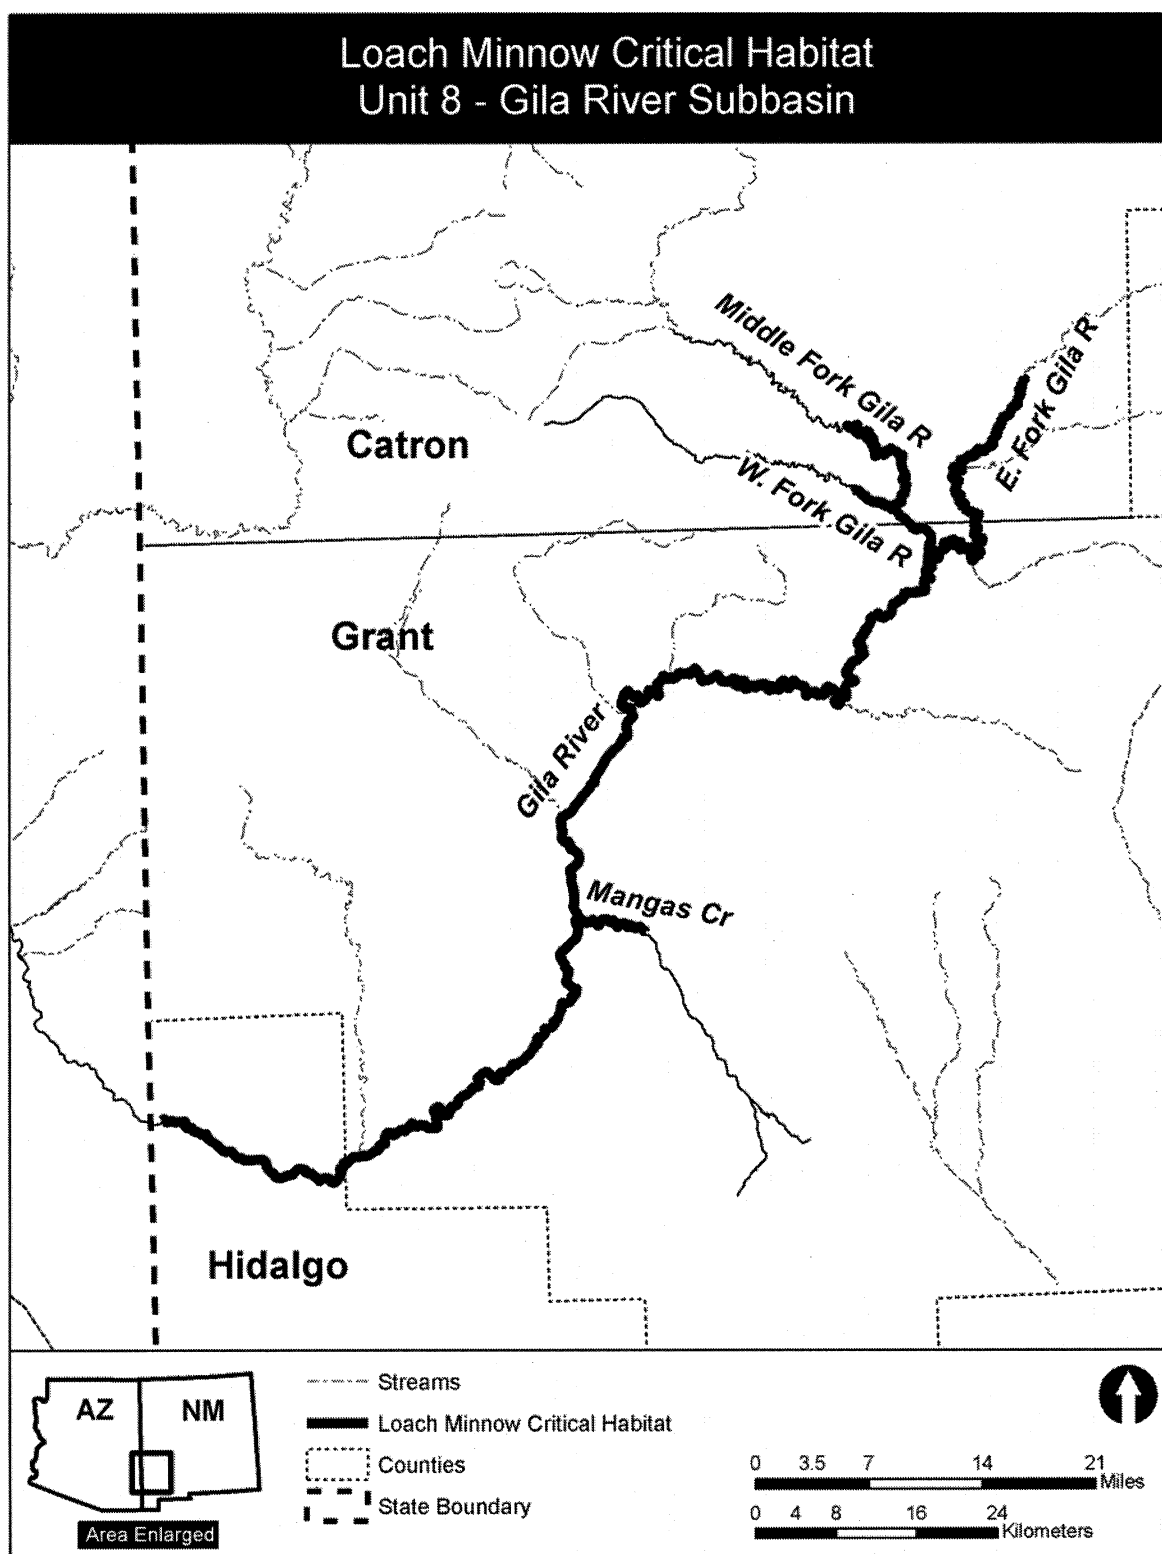 Loach Minnow Critical Habitat
Unit 8 - Gila River Subbasin
Middle Fork Gila R
E. Fork Gila R
Catron
W. Fork Gila R
Grant
Gila River
Mangas Cr
Hidalgo
AZ
NM
Area Enlarged
Streams
Loach Minnow Critical Habitat
Counties
State Boundary
0 3.5 7 14 21
Miles
0 4 8 16 24
Kilometers